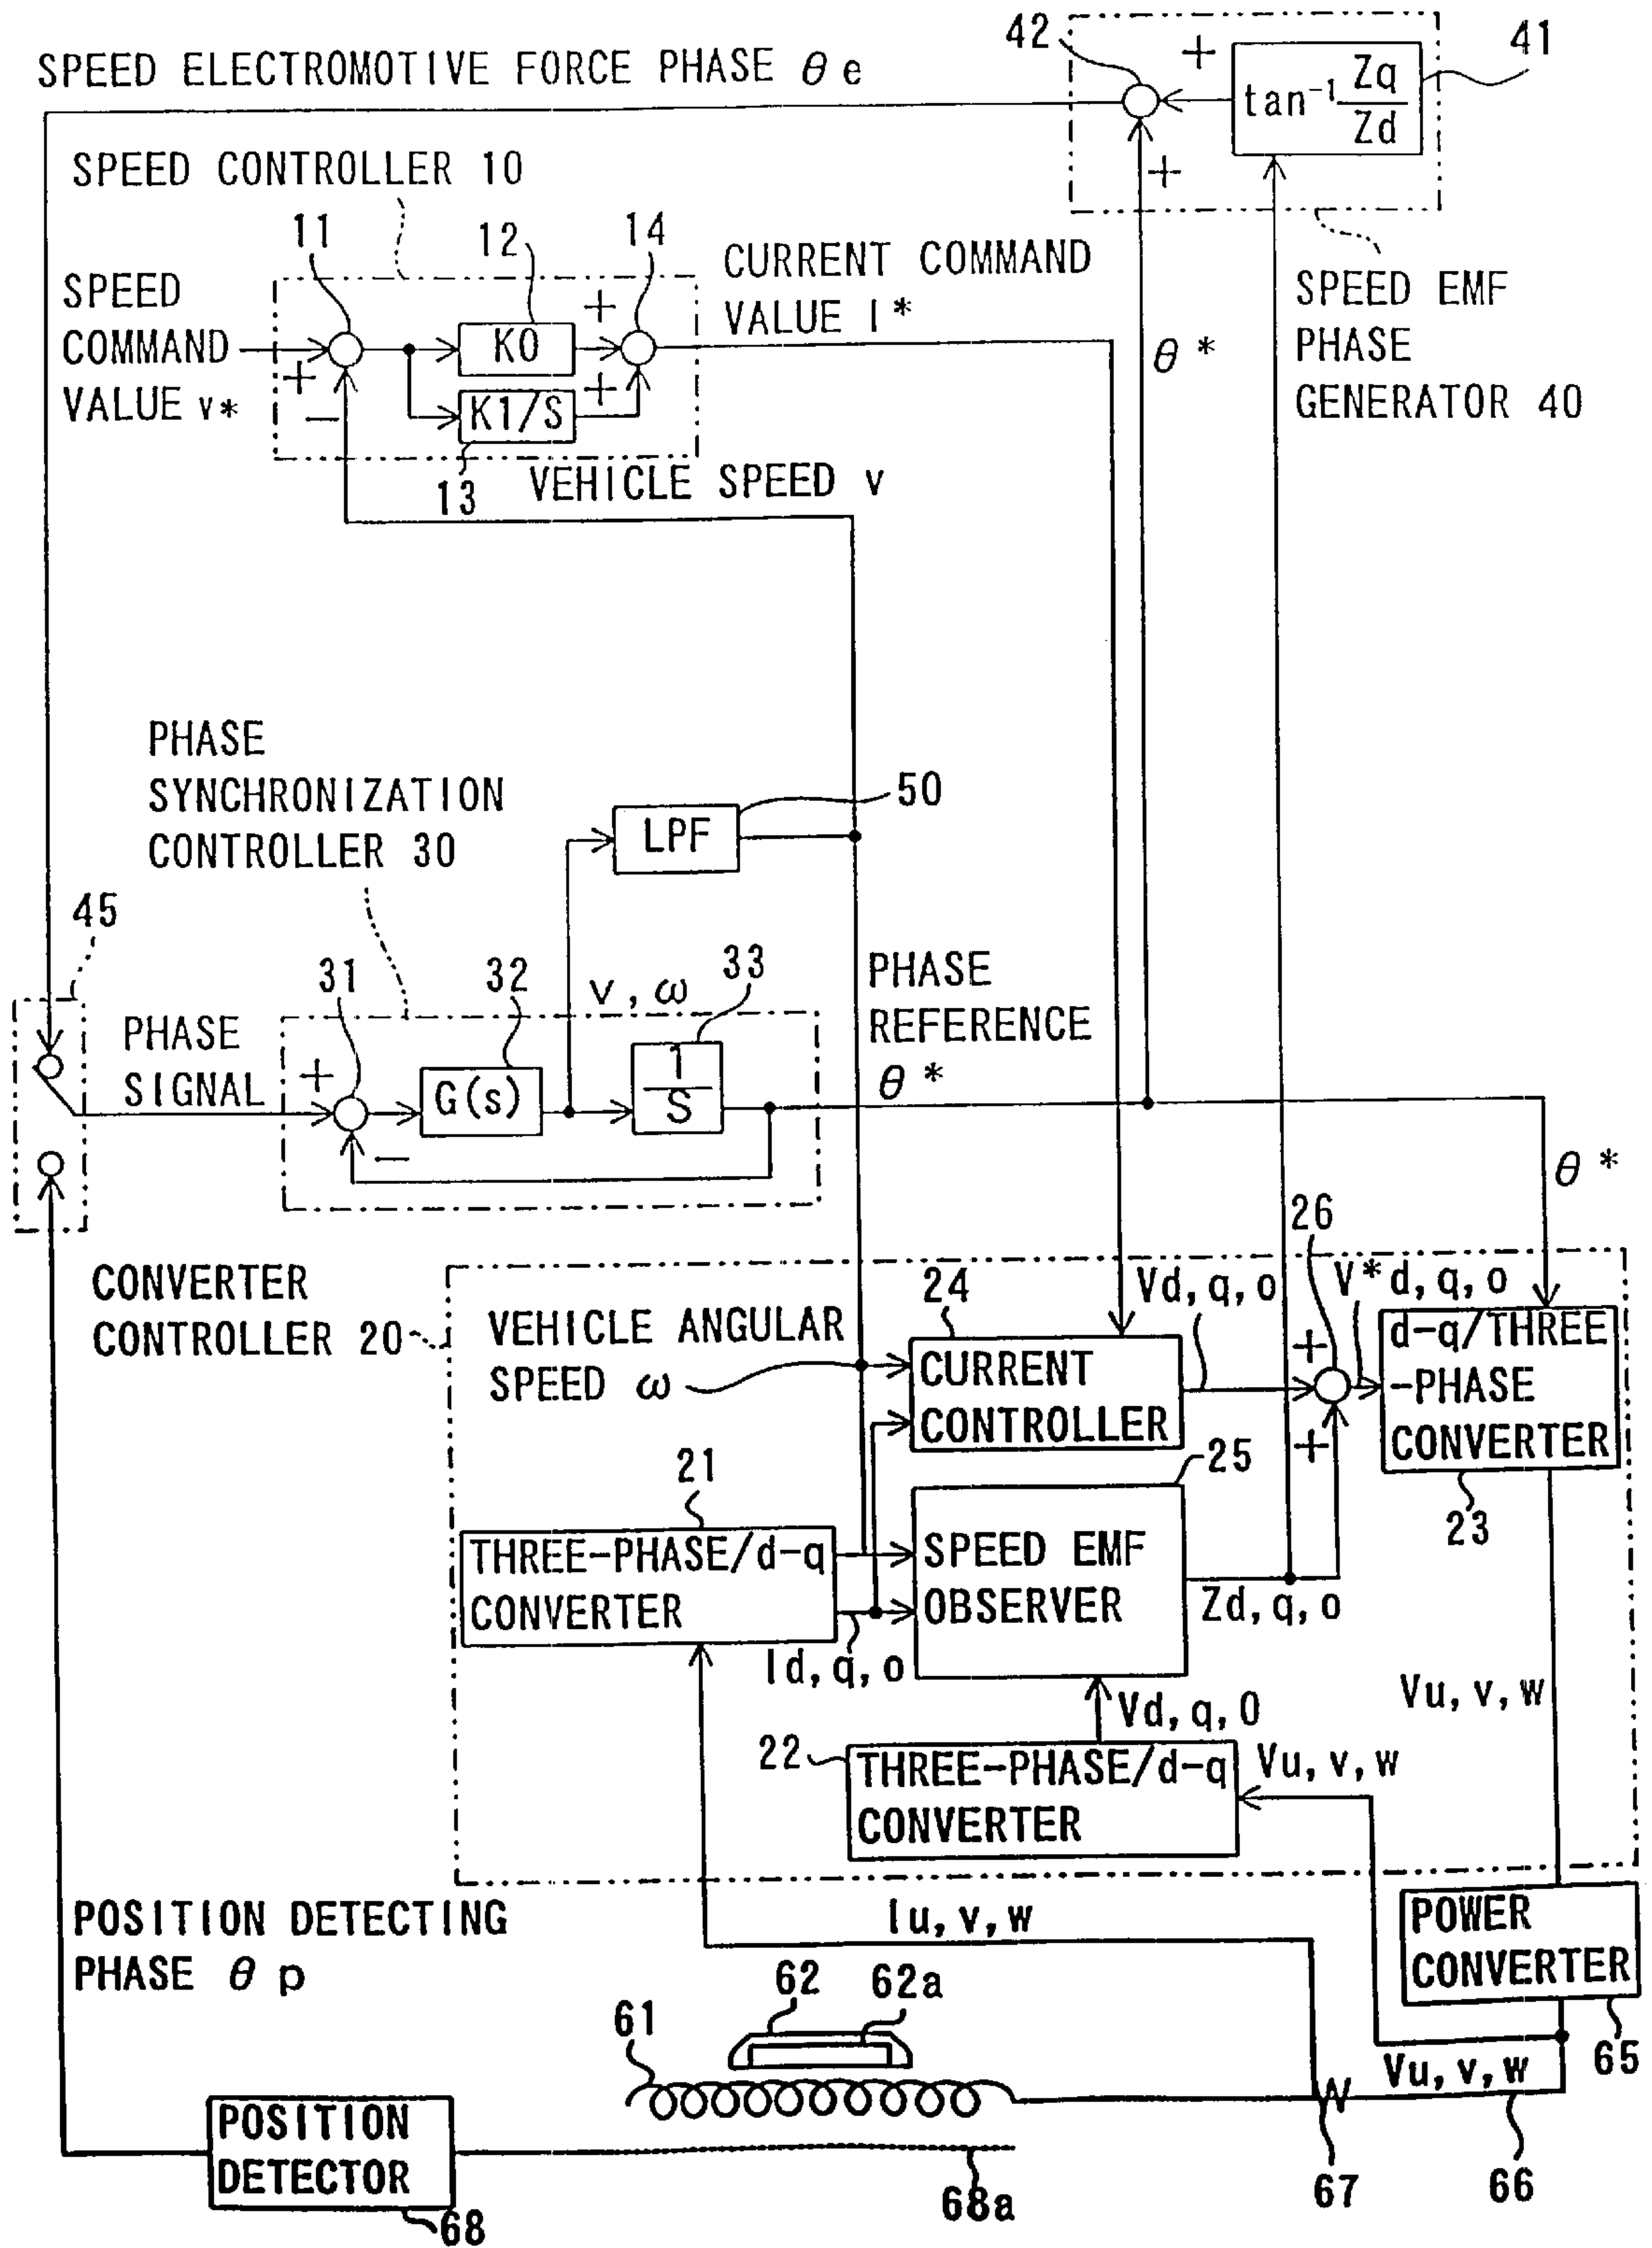 SPEED ELECTROMOTIVE FORCE PHASE θe
42
+
tan⁻¹ Zq/Zd
41
+
SPEED CONTROLLER 10
11
12
14
SPEED
COMMAND
VALUE v*
+
−
K0
K1/S
13
+
+
CURRENT COMMAND
VALUE I*
θ*
SPEED EMF
PHASE
GENERATOR 40
VEHICLE SPEED v
PHASE
SYNCHRONIZATION
CONTROLLER 30
LPF
50
45
PHASE
SIGNAL
31
32
v, ω
33
+
−
G(s)
1/S
PHASE
REFERENCE
θ*
θ*
CONVERTER
CONTROLLER 20
VEHICLE ANGULAR
SPEED ω
24
CURRENT
CONTROLLER
Vd, q, o
26
+
+
V*d, q, o
d-q/THREE
-PHASE
CONVERTER
23
21
THREE-PHASE/d-q
CONVERTER
Id, q, o
25
SPEED EMF
OBSERVER
Zd, q, o
Vd, q, 0
22
THREE-PHASE/d-q
CONVERTER
Vu, v, w
Vu, v, w
POSITION DETECTING
PHASE θp
Iu, v, w
POWER
CONVERTER
65
62
62a
61
Vu, v, w
POSITION
DETECTOR
68
68a
67
66